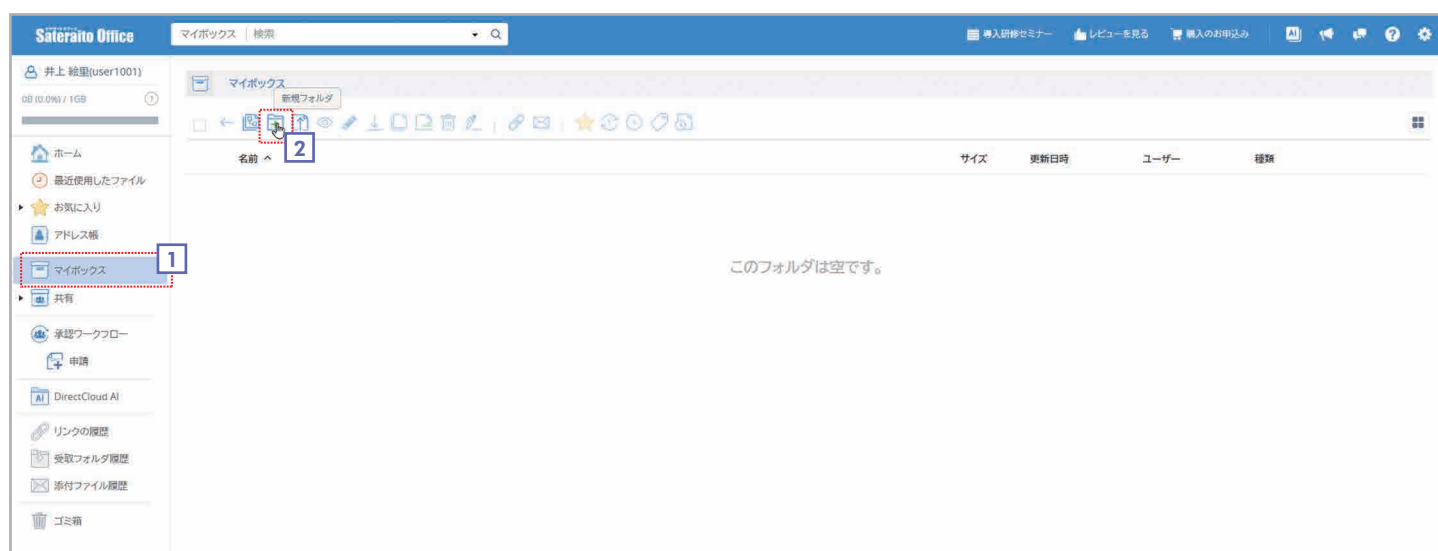 Sateraito Office
マイボックス 検索
導入研修セミナー
レビューを見る
購入のお申込み
AI
井上 絵里(user1001)
0B (0.0%) / 1GB
マイボックス
新規フォルダ
2
名前
サイズ
更新日時
ユーザー
種類
ホーム
最近使用したファイル
お気に入り
アドレス帳
マイボックス
1
共有
承認ワークフロー
申請
AI DirectCloud AI
リンクの履歴
受取フォルダ履歴
添付ファイル履歴
ゴミ箱
このフォルダは空です。